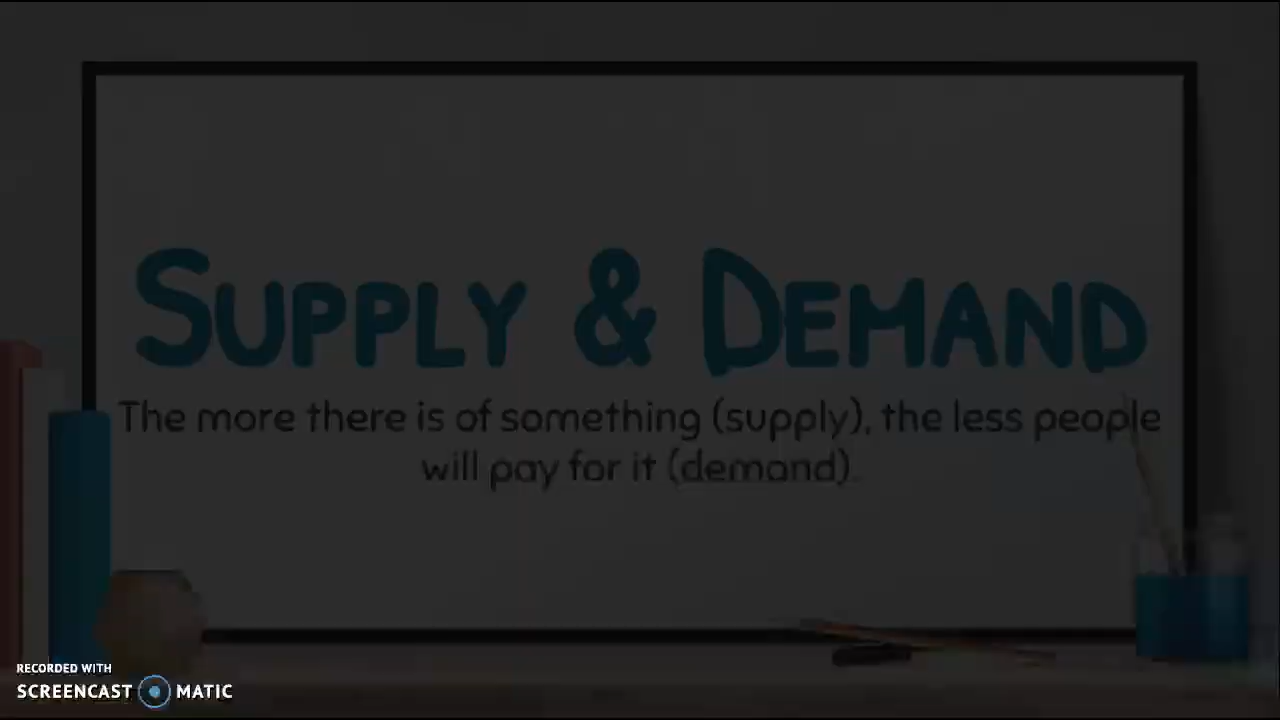 SUPPLY & DEMAND
The more there is of something (supply), the less people
will pay for it (demand).
RECORDED WITH
SCREENCAST MATIC